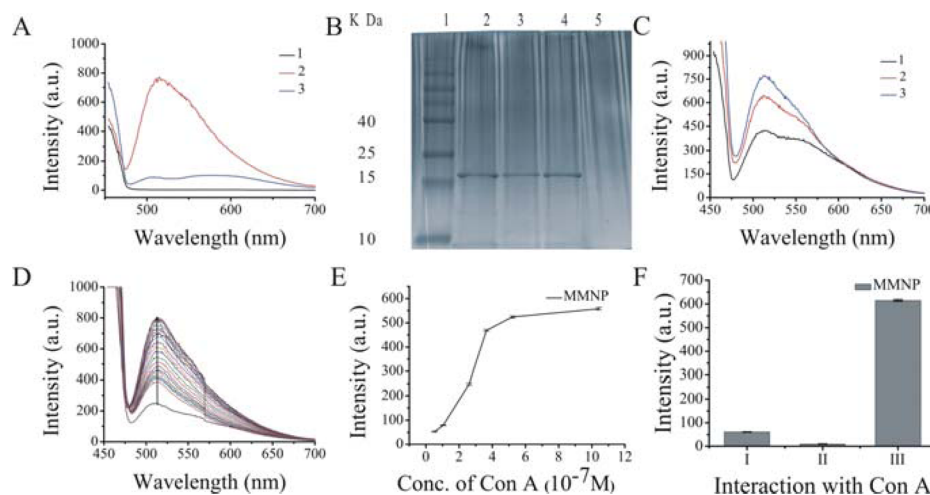 A
Intensity (a.u.)
1000
800
600
400
200
0
500
550
600
650
700
Wavelength (nm)
1
2
3
B
K Da
1 2 3 4 5
40
25
15
10
C
Intensity (a.u.)
900
750
600
450
300
150
0
450 500 550 600 650 700
Wavelength (nm)
1
2
3
D
Intensity (a.u.)
1000
800
600
400
200
0
450 500 550 600 650 700
Wavelength (nm)
E
Intensity (a.u.)
600
500
400
300
200
100
0
0 2 4 6 8 10 12
Conc. of Con A (10-7M)
MMNP
F
Intensity (a.u.)
700
600
500
400
300
200
100
0
I II III
Interaction with Con A
MMNP